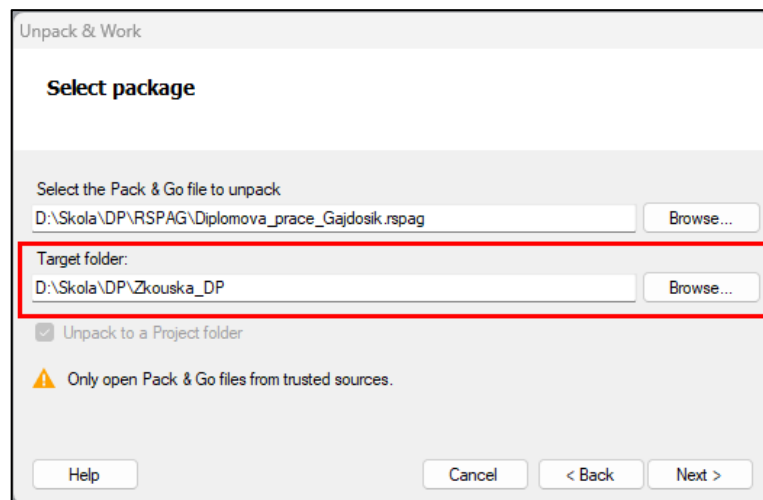 Unpack & Work
Select package
Select the Pack & Go file to unpack
D:\Skola\DP\RSPAG\Diplomova_prace_Gajdosik.rspag
Browse...
Target folder:
D:\Skola\DP\Zkouska_DP
Browse...
Unpack to a Project folder
Only open Pack & Go files from trusted sources.
Help
Cancel
< Back
Next >